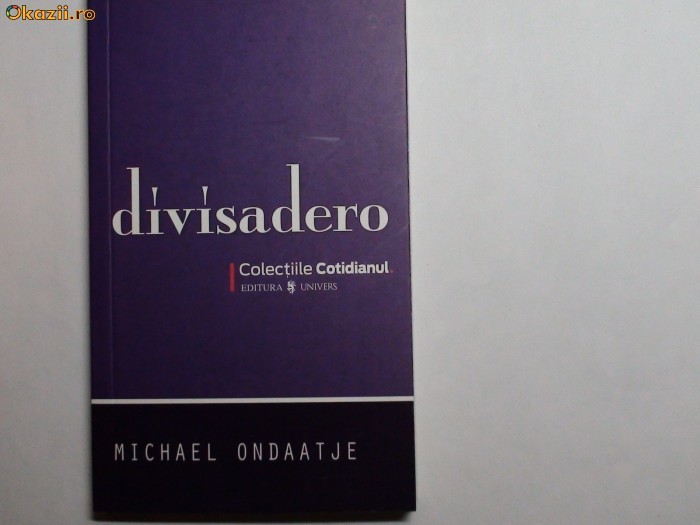 Okazii.ro
divisadero
Colecțiile Cotidianul.
EDITURA UNIVERS
MICHAEL ONDAATJE